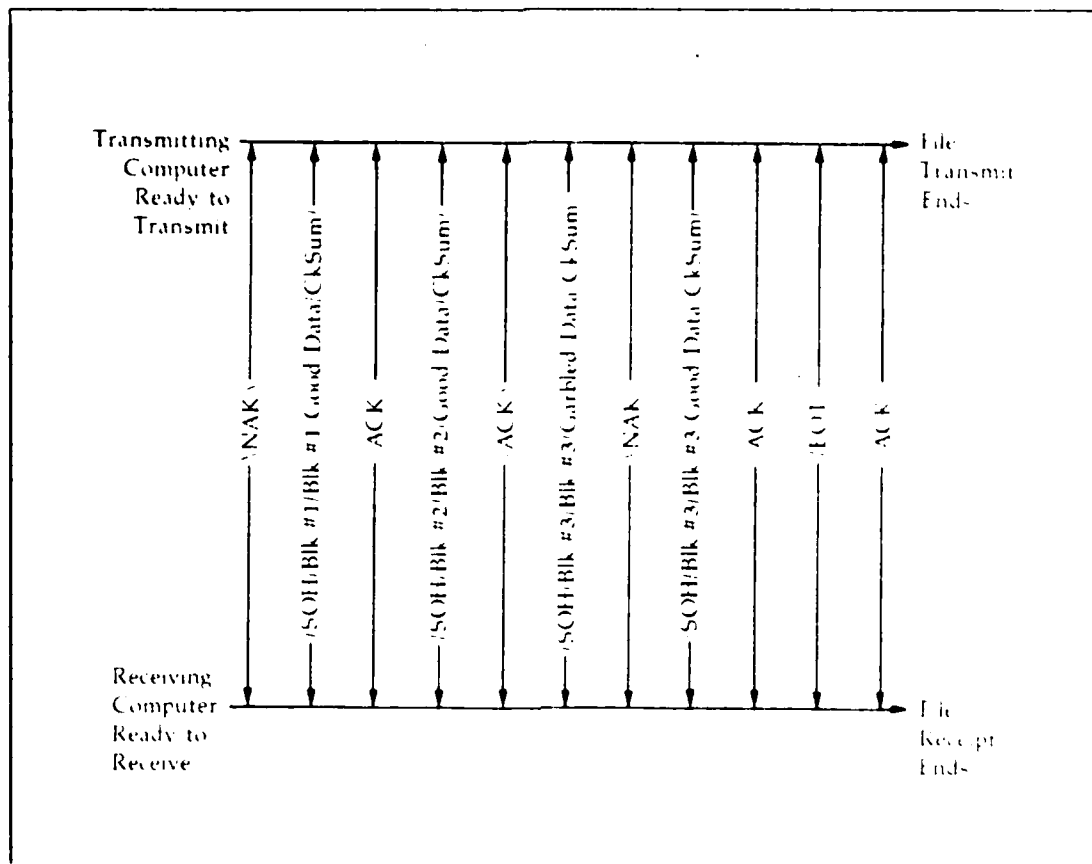 Transmitting
Computer
Ready to
Transmit
\NAK\
/SOH/Blk #1/Blk #1 Good Data/CkSum/
ACK
/SOH/Blk #2/Blk #2/Good Data/CkSum/
\ACK\
/SOH/Blk #3/Blk #3/Garbled Data CkSum
\NAK
SOH/Blk #3/Blk #3 Good Data CkSum/
ACK
/EOT
ACK
File
Transmit
Ends
Receiving
Computer
Ready to
Receive
File
Receipt
Ends